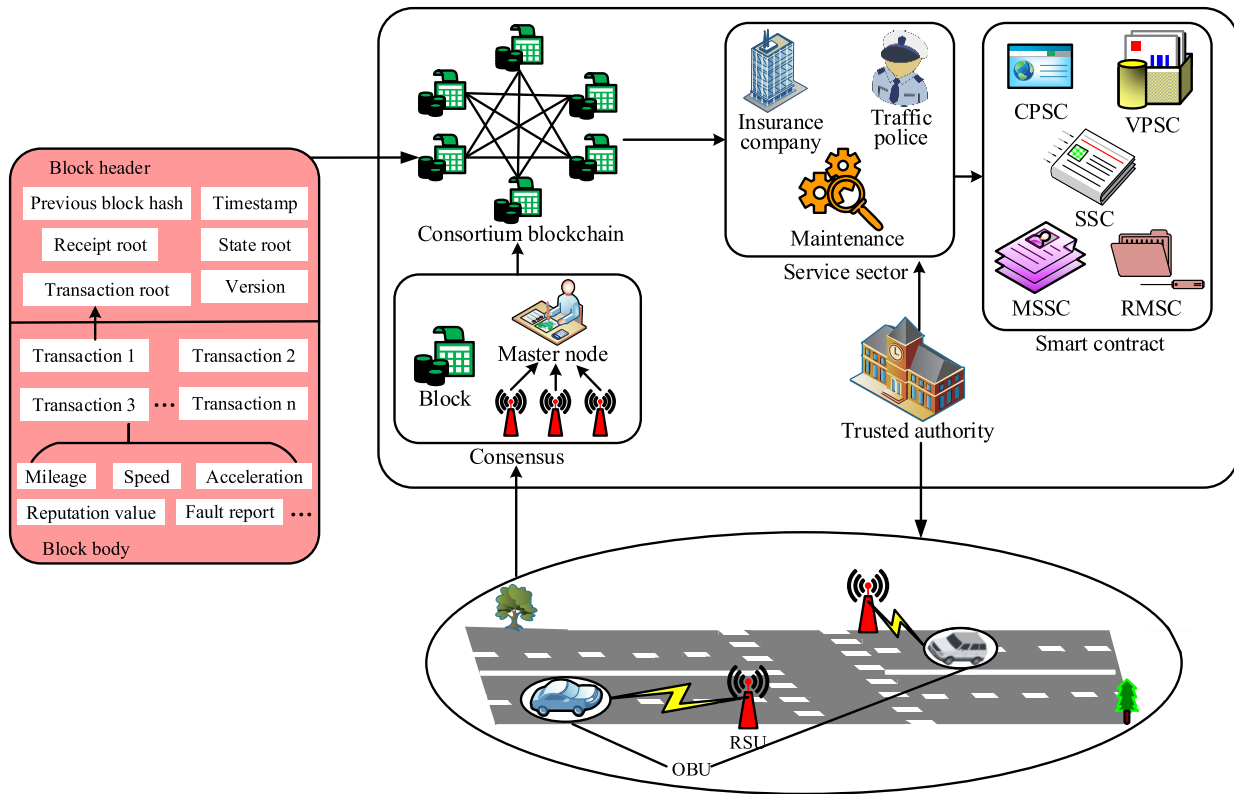 Block header
Previous block hash
Timestamp
Receipt root
State root
Transaction root
Version
Transaction 1
Transaction 2
Transaction 3
...
Transaction n
Mileage
Speed
Acceleration
Reputation value
Fault report
...
Block body
Consortium blockchain
Master node
Block
Consensus
Insurance
company
Traffic
police
Maintenance
Service sector
CPSC
VPSC
SSC
MSSC
RMSC
Smart contract
Trusted authority
RSU
OBU